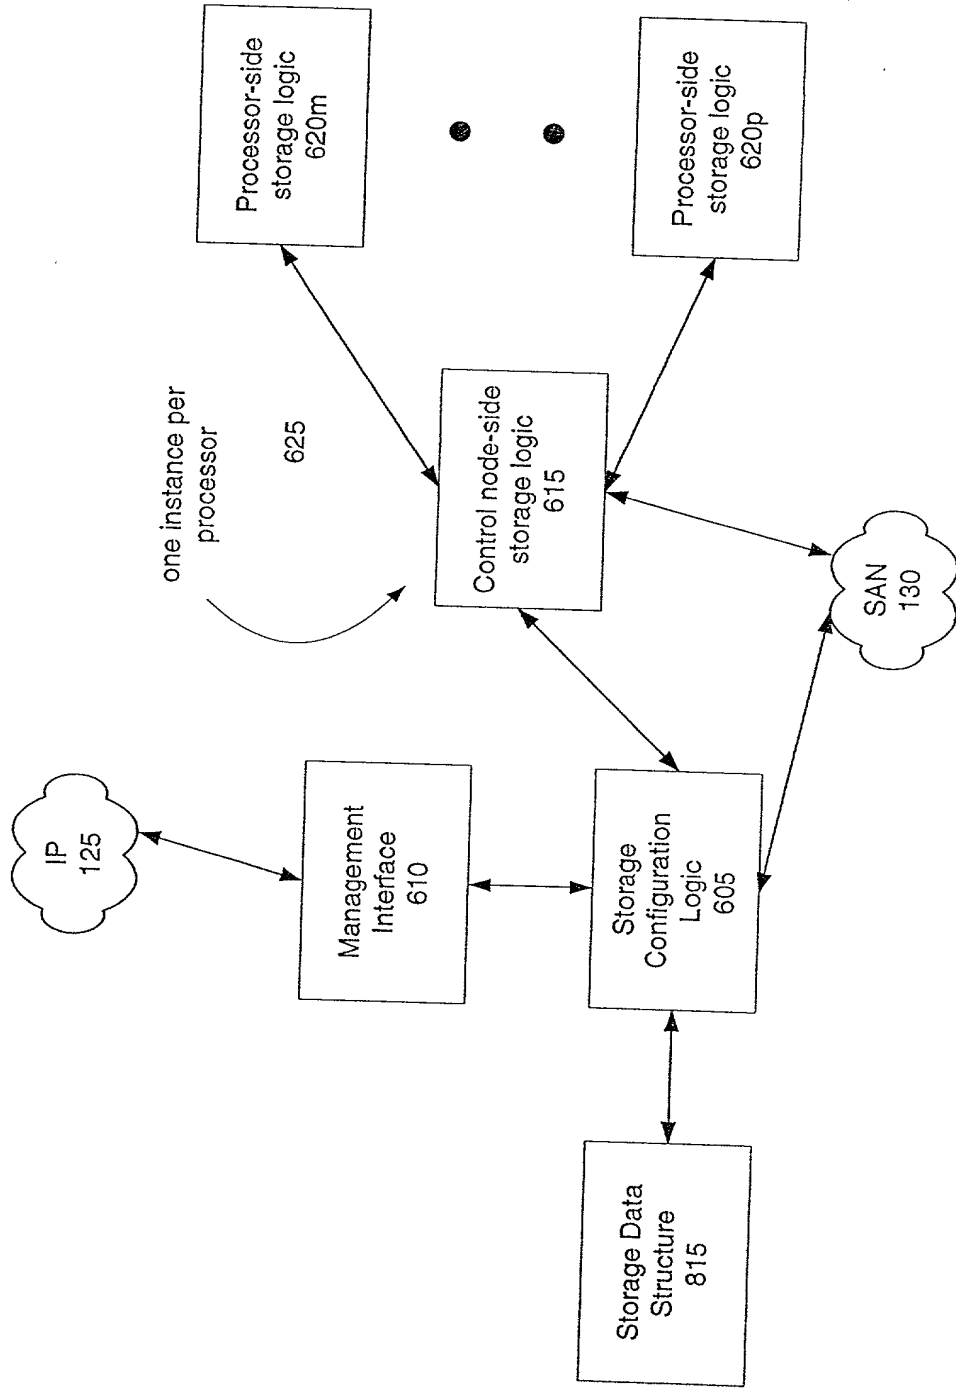 IP
125
Management
Interface
610
Storage Data
Structure
815
Storage
Configuration
Logic
605
one instance per
processor
625
Control node-side
storage logic
615
SAN
130
Processor-side
storage logic
620m
Processor-side
storage logic
620p